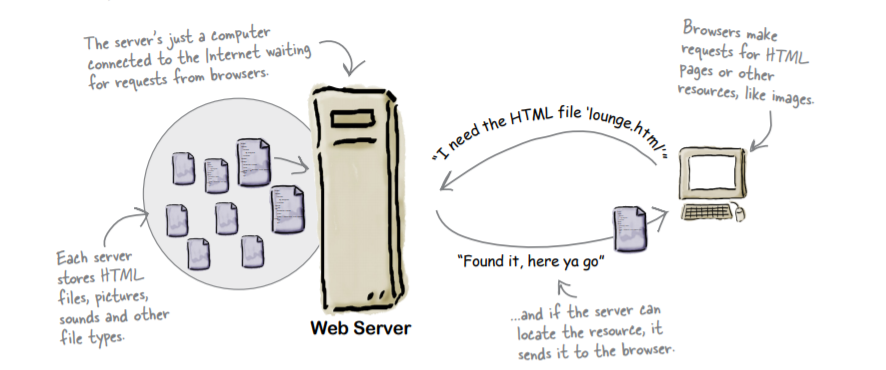 The server's just a computer
connected to the Internet waiting
for requests from browsers.
Browsers make
requests for HTML
pages or other
resources, like images.
"I need the HTML file 'lounge.html'"
Each server
stores HTML
files, pictures,
sounds and other
file types.
"Found it, here ya go"
Web Server
...and if the server can
locate the resource, it
sends it to the browser.